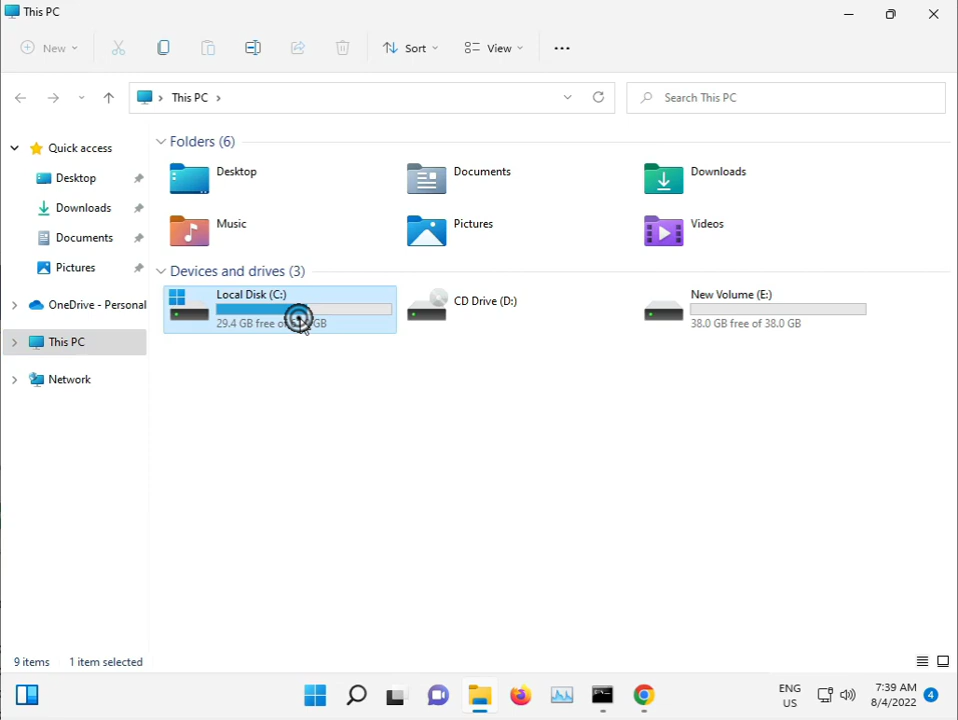 This PC
New
Sort
View
This PC
Search This PC
Quick access
Desktop
Downloads
Documents
Pictures
OneDrive - Personal
This PC
Network
Folders (6)
Desktop
Documents
Downloads
Music
Pictures
Videos
Devices and drives (3)
Local Disk (C:)
29.4 GB free of GB
CD Drive (D:)
New Volume (E:)
38.0 GB free of 38.0 GB
9 items
1 item selected
ENG
US
7:39 AM
8/4/2022
4